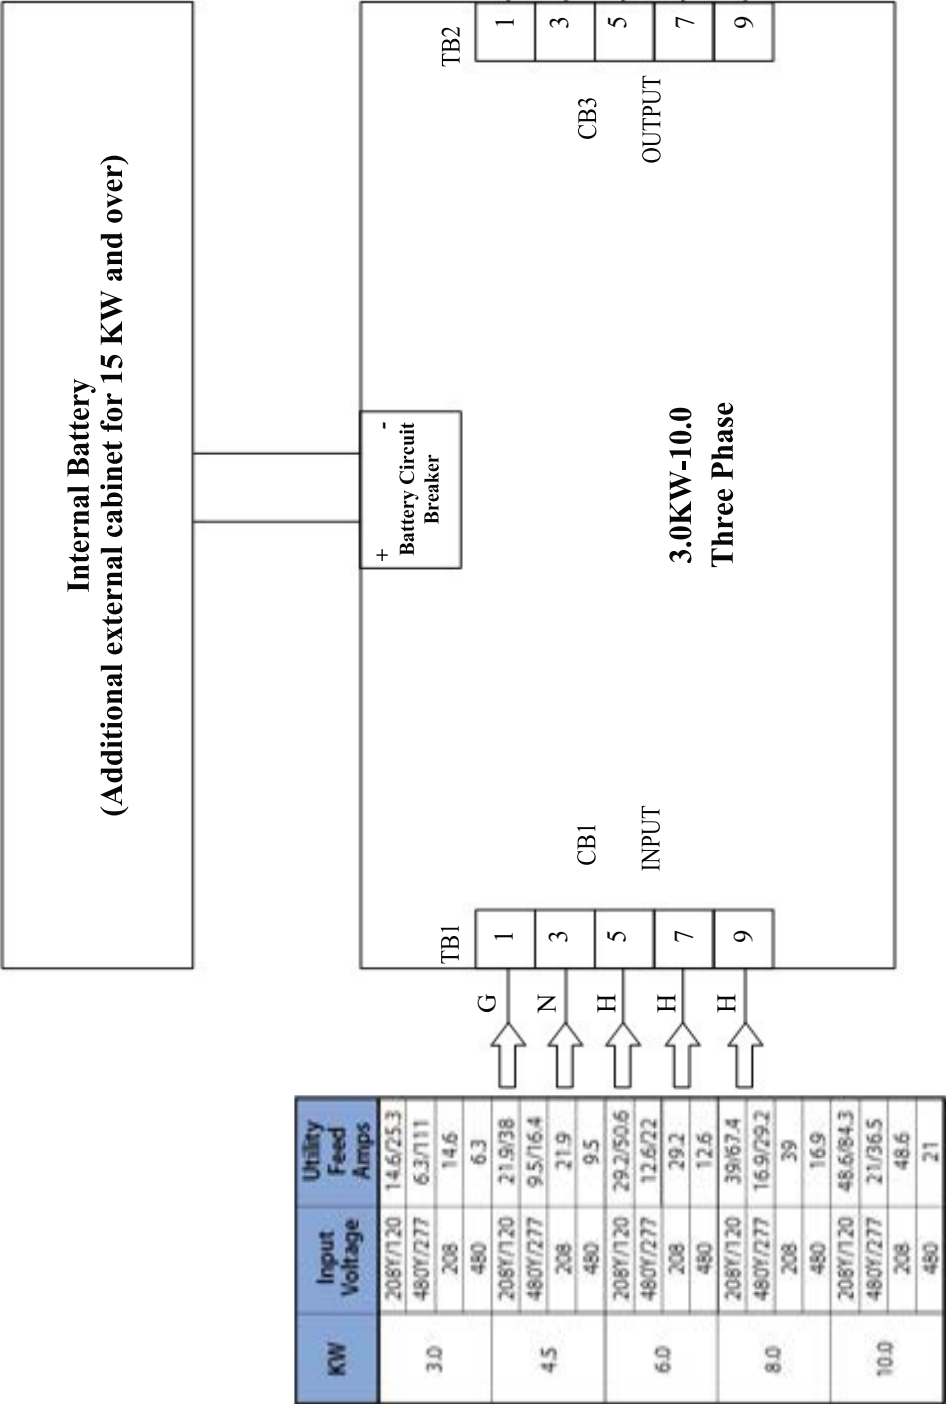 Internal Battery
(Additional external cabinet for 15 KW and over)
+ -
Battery Circuit
Breaker
TB1
TB2
G 1
N 3
H 5
H 7
H 9
1
3
5
7
9
CB1
INPUT
CB3
OUTPUT
3.0KW-10.0
Three Phase
KW Input Voltage Utility Feed Amps
3.0 208Y/120 14.6/25.3
480Y/277 6.3/111
208 14.6
480 6.3
4.5 208Y/120 21.9/38
480Y/277 9.5/16.4
208 21.9
480 9.5
6.0 208Y/120 29.2/50.6
480Y/277 12.6/22
208 29.2
480 12.6
8.0 208Y/120 39/67.4
480Y/277 16.9/29.2
208 39
480 16.9
10.0 208Y/120 48.6/84.3
480Y/277 21/36.5
208 48.6
480 21